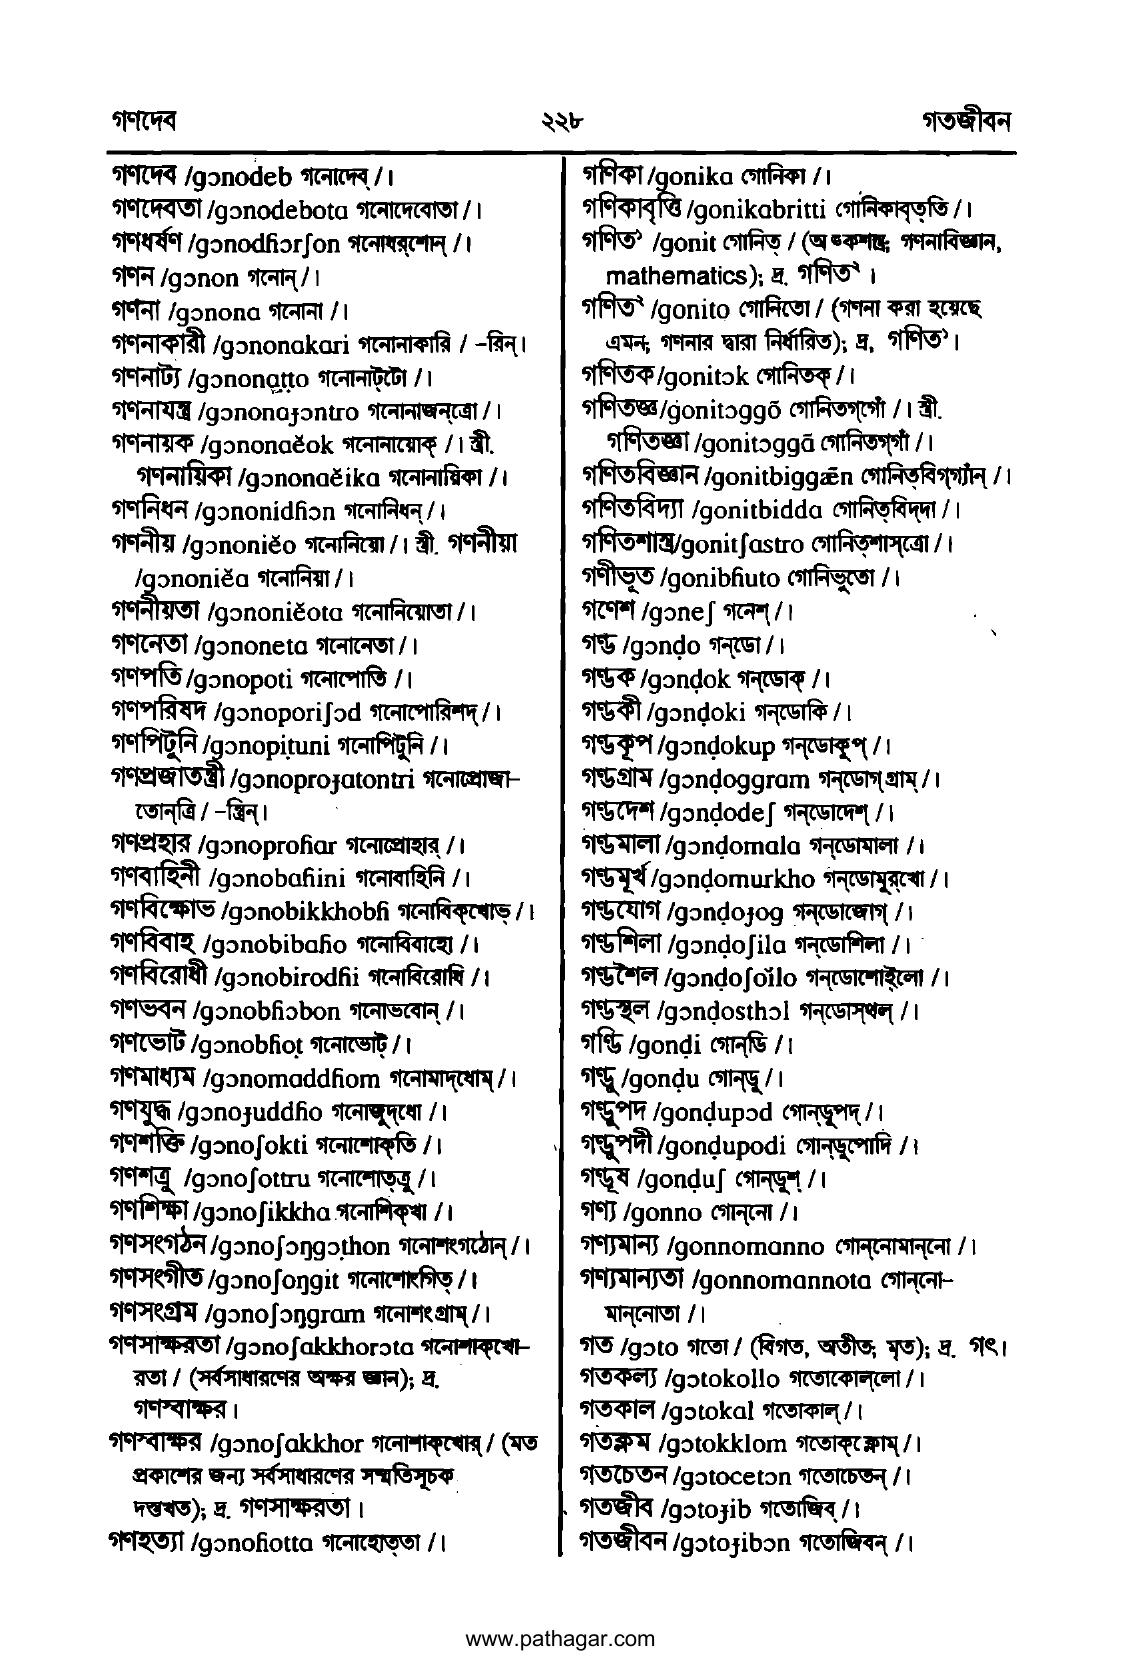 গণদেব ২২৮ গতজীবন
গণদেব /gɔnodeb গনোদেব্ / ।
গণদেবতা /gɔnodebota গনোদেবোতা / ।
গণধর্ষণ /gɔnodɦɔrʃon গনোধর্‌শোন্ / ।
গণন /gɔnon গনোন্ / ।
গণনা /gɔnona গনোনা / ।
গণনাকারী /gɔnonakari গনোনাকারি / -রিন্।
গণনাট্য /gɔnonaṭṭo গনোনাট্‌টো / ।
গণনাযন্ত্র /gɔnonaɟɔntro গনোনাজন্‌ত্রো / ।
গণনায়ক /gɔnonaĕok গনোনায়োক্ / । স্ত্রী.
গণনায়িকা /gɔnonaĕika গনোনায়িকা / ।
গণনিধন /gɔnonidɦɔn গনোনিধন্ / ।
গণনীয় /gɔnoniĕo গনোনিয়ো / । স্ত্রী. গণনীয়া
/gɔnoniĕa গনোনিয়া / ।
গণনীয়তা /gɔnoniĕota গনোনিয়োতা / ।
গণনেতা /gɔnoneta গনোনেতা / ।
গণপতি /gɔnopoti গনোপোতি / ।
গণপরিষদ /gɔnoporiʃɔd গনোপোরিশদ্ / ।
গণপিটুনি /gɔnopiṭuni গনোপিটুনি / ।
গণপ্রজাতন্ত্রী /gɔnoproɟatontri গনোপ্রোজা-
তোন্‌ত্রি / -ন্ত্রিন্।
গণপ্রহার /gɔnoproɦar গনোপ্রোহার্ / ।
গণবাহিনী /gɔnobaɦini গনোবাহিনি / ।
গণবিক্ষোভ /gɔnobikkhobɦ গনোবিক্‌খোভ্ / ।
গণবিবাহ /gɔnobibaɦo গনোবিবাহো / ।
গণবিরোধী /gɔnobirodɦi গনোবিরোধি / ।
গণভবন /gɔnobɦɔbon গনোভবোন্ / ।
গণভোট /gɔnobɦoṭ গনোভোট্ / ।
গণমাধ্যম /gɔnomaddɦom গনোমাদ্‌ধোম্ / ।
গণযুদ্ধ /gɔnoɟuddɦo গনোজুদ্‌ধো / ।
গণশক্তি /gɔnoʃokti গনোশোক্‌তি / ।
গণশত্রু /gɔnoʃottru গনোশোত্‌ত্রু / ।
গণশিক্ষা /gɔnoʃikkha গনোশিক্‌খা / ।
গণসংগঠন /gɔnoʃɔŋgɔṭhon গনোশংগঠোন্ / ।
গণসংগীত /gɔnoʃoŋgit গনোশোংগিত্ / ।
গণসংগ্রাম /gɔnoʃɔŋgram গনোশংগ্রাম্ / ।
গণসাক্ষরতা /gɔnoʃakkhorɔta গনোশাক্‌খো-
রতা / (সর্বসাধারণের অক্ষর জ্ঞান); দ্র.
গণস্বাক্ষর ।
গণস্বাক্ষর /gɔnoʃakkhor গনোশাক্‌খোর্ / (মত
প্রকাশের জন্য সর্বসাধারণের সম্মতিসূচক
দস্তখত); দ্র. গণসাক্ষরতা ।
গণহত্যা /gɔnoɦotta গনোহোত্‌তা / ।
গণিকা /gonika গোনিকা / ।
গণিকাবৃত্তি /gonikabritti গোনিকাবৃত্‌তি / ।
গণিত¹ /gonit গোনিত্ / (অঙ্কশাস্ত্র; গণনাবিজ্ঞান,
mathematics); দ্র. গণিত² ।
গণিত² /gonito গোনিতো / (গণনা করা হয়েছে
এমন; গণনার দ্বারা নির্ধারিত); দ্র. গণিত¹।
গণিতক /gonitɔk গোনিতক্ / ।
গণিতজ্ঞ /gonitɔggõ গোনিতগ্‌গোঁ / । স্ত্রী.
গণিতজ্ঞা /gonitɔggã গোনিতগ্‌গাঁ / ।
গণিতবিজ্ঞান /gonitbiggæ̃n গোনিত্‌বিগ্‌গ্যাঁন্ / ।
গণিতবিদ্যা /gonitbidda গোনিত্‌বিদ্‌দা / ।
গণিতশাস্ত্র /gonitʃastro গোনিত্‌শাস্‌ত্রো / ।
গণীভূত /gonibɦuto গোনিভুতো / ।
গণেশ /gɔneʃ গনেশ্ / ।
গণ্ড /gɔnḍo গন্‌ডো / ।
গণ্ডক /gɔnḍok গন্‌ডোক্ / ।
গণ্ডকী /gɔnḍoki গন্‌ডোকি / ।
গণ্ডকূপ /gɔnḍokup গন্‌ডোকুপ্ / ।
গণ্ডগ্রাম /gɔnḍoggram গন্‌ডোগ্‌গ্রাম্ / ।
গণ্ডদেশ /gɔnḍodeʃ গন্‌ডোদেশ্ / ।
গণ্ডমালা /gɔnḍomala গন্‌ডোমালা / ।
গণ্ডমূর্খ /gɔnḍomurkho গন্‌ডোমুর্‌খো / ।
গণ্ডযোগ /gɔnḍoɟog গন্‌ডোজোগ্ / ।
গণ্ডশিলা /gɔnḍoʃila গন্‌ডোশিলা / ।
গণ্ডশৈল /gɔnḍoʃoĭlo গন্‌ডোশোই্‌লো / ।
গণ্ডস্থল /gɔnḍosthɔl গন্‌ডোস্‌থল্ / ।
গণ্ডি /gonḍi গোন্‌ডি / ।
গণ্ডু /gonḍu গোন্‌ডু / ।
গণ্ডুপদ /gonḍupɔd গোন্‌ডুপদ্ / ।
গণ্ডুপদী /gonḍupodi গোন্‌ডুপোদি / ।
গণ্ডূষ /gonḍuʃ গোন্‌ডুশ্ / ।
গণ্য /gonno গোন্‌নো / ।
গণ্যমান্য /gonnomanno গোন্‌নোমান্‌নো / ।
গণ্যমান্যতা /gonnomannota গোন্‌নো-
মান্‌নোতা / ।
গত /gɔto গতো / (বিগত, অতীত; মৃত); দ্র. গৎ।
গতকল্য /gɔtokollo গতোকোল্‌লো / ।
গতকাল /gɔtokal গতোকাল্ / ।
গতক্লম /gɔtokklom গতোক্‌ক্লোম্ / ।
গতচেতন /gɔtocetɔn গতোচেতন্ / ।
গতজীব /gɔtoɟib গতোজিব্ / ।
গতজীবন /gɔtoɟibɔn গতোজিবন্ / ।
www.pathagar.com